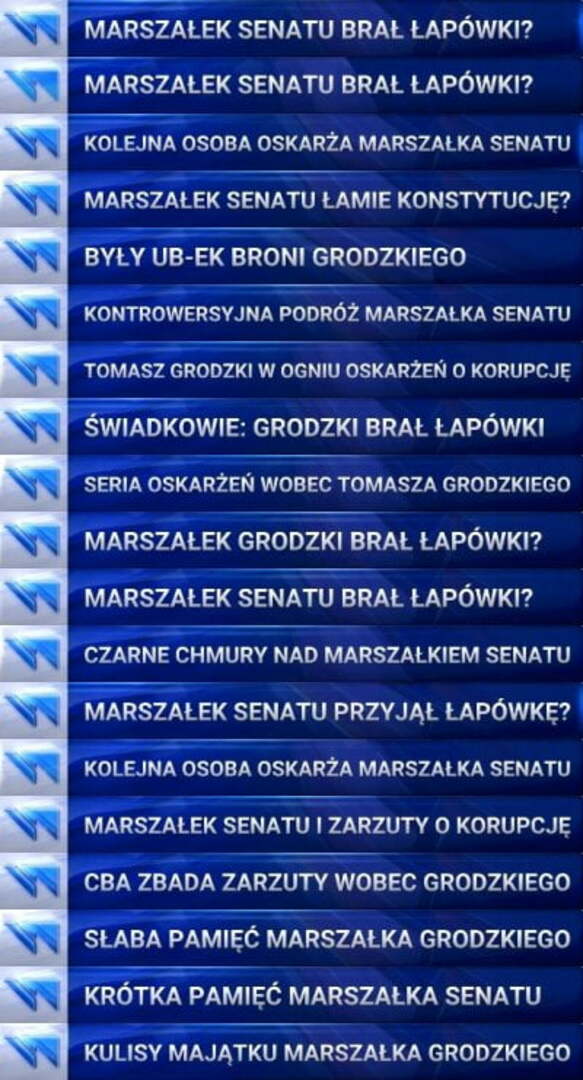 MARSZAŁEK SENATU BRAŁ ŁAPÓWKI?
MARSZAŁEK SENATU BRAŁ ŁAPÓWKI?
KOLEJNA OSOBA OSKARŻA MARSZAŁKA SENATU
MARSZAŁEK SENATU ŁAMIE KONSTYTUCJĘ?
BYŁY UB-EK BRONI GRODZKIEGO
KONTROWERSYJNA PODRÓŻ MARSZAŁKA SENATU
TOMASZ GRODZKI W OGNIU OSKARŻEŃ O KORUPCJĘ
ŚWIADKOWIE: GRODZKI BRAŁ ŁAPÓWKI
SERIA OSKARŻEŃ WOBEC TOMASZA GRODZKIEGO
MARSZAŁEK GRODZKI BRAŁ ŁAPÓWKI?
MARSZAŁEK SENATU BRAŁ ŁAPÓWKI?
CZARNE CHMURY NAD MARSZAŁKIEM SENATU
MARSZAŁEK SENATU PRZYJĄŁ ŁAPÓWKĘ?
KOLEJNA OSOBA OSKARŻA MARSZAŁKA SENATU
MARSZAŁEK SENATU I ZARZUTY O KORUPCJĘ
CBA ZBADA ZARZUTY WOBEC GRODZKIEGO
SŁABA PAMIĘĆ MARSZAŁKA GRODZKIEGO
KRÓTKA PAMIĘĆ MARSZAŁKA SENATU
KULISY MAJĄTKU MARSZAŁKA GRODZKIEGO